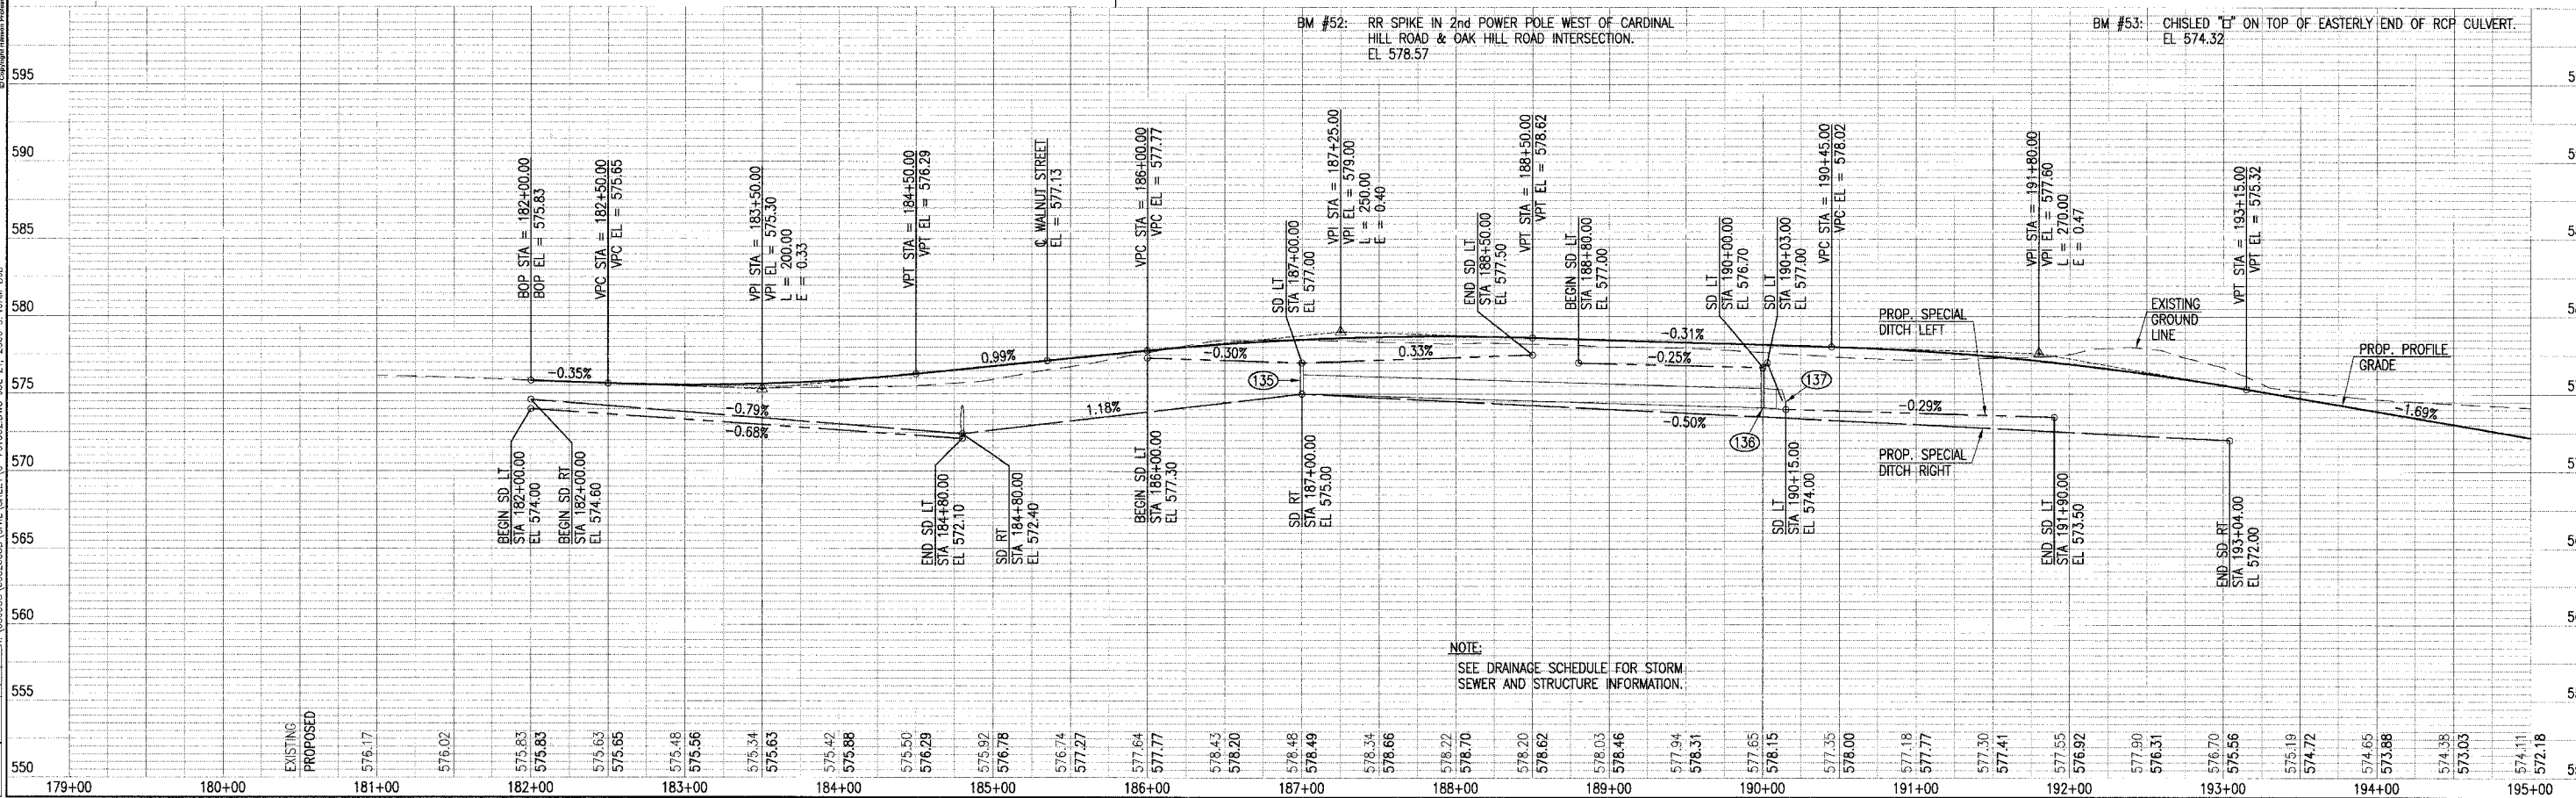 BM #52: RR SPIKE IN 2nd POWER POLE WEST OF CARDINAL
HILL ROAD & OAK HILL ROAD INTERSECTION.
EL 578.57
BM #53: CHISLED "□" ON TOP OF EASTERLY END OF RCP CULVERT.
EL 574.32
595
590
585
580
575
570
565
560
555
550
BOP STA = 182+00.00
BOP EL = 575.83
VPC STA = 182+50.00
VPC EL = 575.65
VPI STA = 183+50.00
VPI EL = 575.30
L = 200.00
E = 0.33
VPT STA = 184+50.00
VPT EL = 576.29
℄ WALNUT STREET
EL = 577.13
VPC STA = 186+00.00
VPC EL = 577.77
SD LT
STA 187+00.00
EL 577.00
VPI STA = 187+25.00
VPI EL = 579.00
L = 250.00
E = 0.40
END SD LT
STA 188+50.00
EL 577.50
VPT STA = 188+50.00
VPT EL = 578.62
BEGIN SD LT
STA 188+80.00
EL 577.00
SD LT
STA 190+00.00
EL 576.70
SD LT
STA 190+03.00
EL 577.00
VPC STA = 190+45.00
VPC EL = 578.02
VPI STA = 191+80.00
VPI EL = 577.60
L = 270.00
E = 0.47
VPT STA = 193+15.00
VPT EL = 575.32
PROP. SPECIAL
DITCH LEFT
EXISTING
GROUND
LINE
PROP. PROFILE
GRADE
-0.35%
0.99%
-0.30%
0.33%
-0.31%
-0.25%
135
137
136
-0.79%
-0.68%
1.18%
-0.50%
-0.29%
-1.69%
PROP. SPECIAL
DITCH RIGHT
BEGIN SD LT
STA 182+00.00
EL 574.00
BEGIN SD RT
STA 182+00.00
EL 574.60
END SD LT
STA 184+80.00
EL 572.10
SD RT
STA 184+80.00
EL 572.40
BEGIN SD LT
STA 186+00.00
EL 577.30
SD RT
STA 187+00.00
EL 575.00
SD LT
STA 190+15.00
EL 574.00
END SD LT
STA 191+90.00
EL 573.50
END SD RT
STA 193+04.00
EL 572.00
NOTE:
SEE DRAINAGE SCHEDULE FOR STORM
SEWER AND STRUCTURE INFORMATION.
EXISTING
PROPOSED
576.17
576.02
575.83
575.83
575.63
575.65
575.48
575.56
575.34
575.63
575.42
575.88
575.50
576.29
575.92
576.78
576.74
577.27
577.64
577.77
578.43
578.20
578.48
578.49
578.34
578.66
578.22
578.70
578.20
578.62
578.03
578.46
577.94
578.31
577.65
578.15
577.35
578.00
577.18
577.77
577.30
577.41
577.55
576.92
577.90
576.31
576.70
575.56
575.19
574.72
574.65
573.88
574.38
573.03
574.11
572.18
179+00 180+00 181+00 182+00 183+00 184+00 185+00 186+00 187+00 188+00 189+00 190+00 191+00 192+00 193+00 194+00 195+00